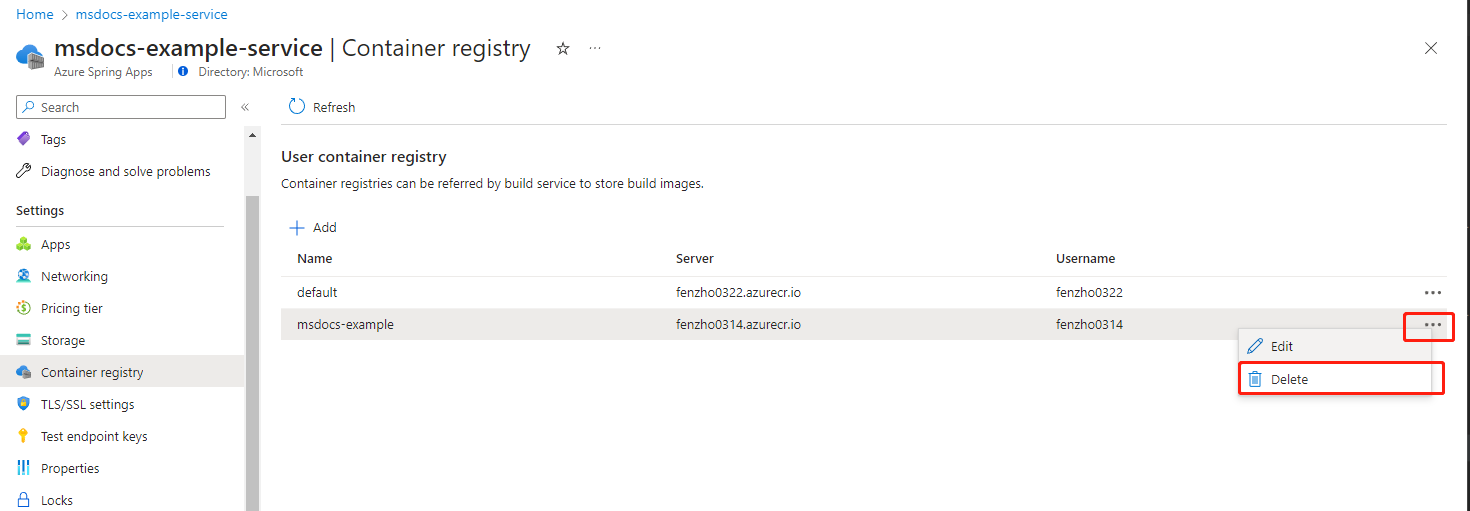 Home > msdocs-example-service
msdocs-example-service | Container registry
Azure Spring Apps
Directory: Microsoft
Search
Refresh
Tags
Diagnose and solve problems
Settings
Apps
Networking
Pricing tier
Storage
Container registry
TLS/SSL settings
Test endpoint keys
Properties
Locks
User container registry
Container registries can be referred by build service to store build images.
Add
Name Server Username
default fenzho0322.azurecr.io fenzho0322
msdocs-example fenzho0314.azurecr.io fenzho0314
Edit
Delete